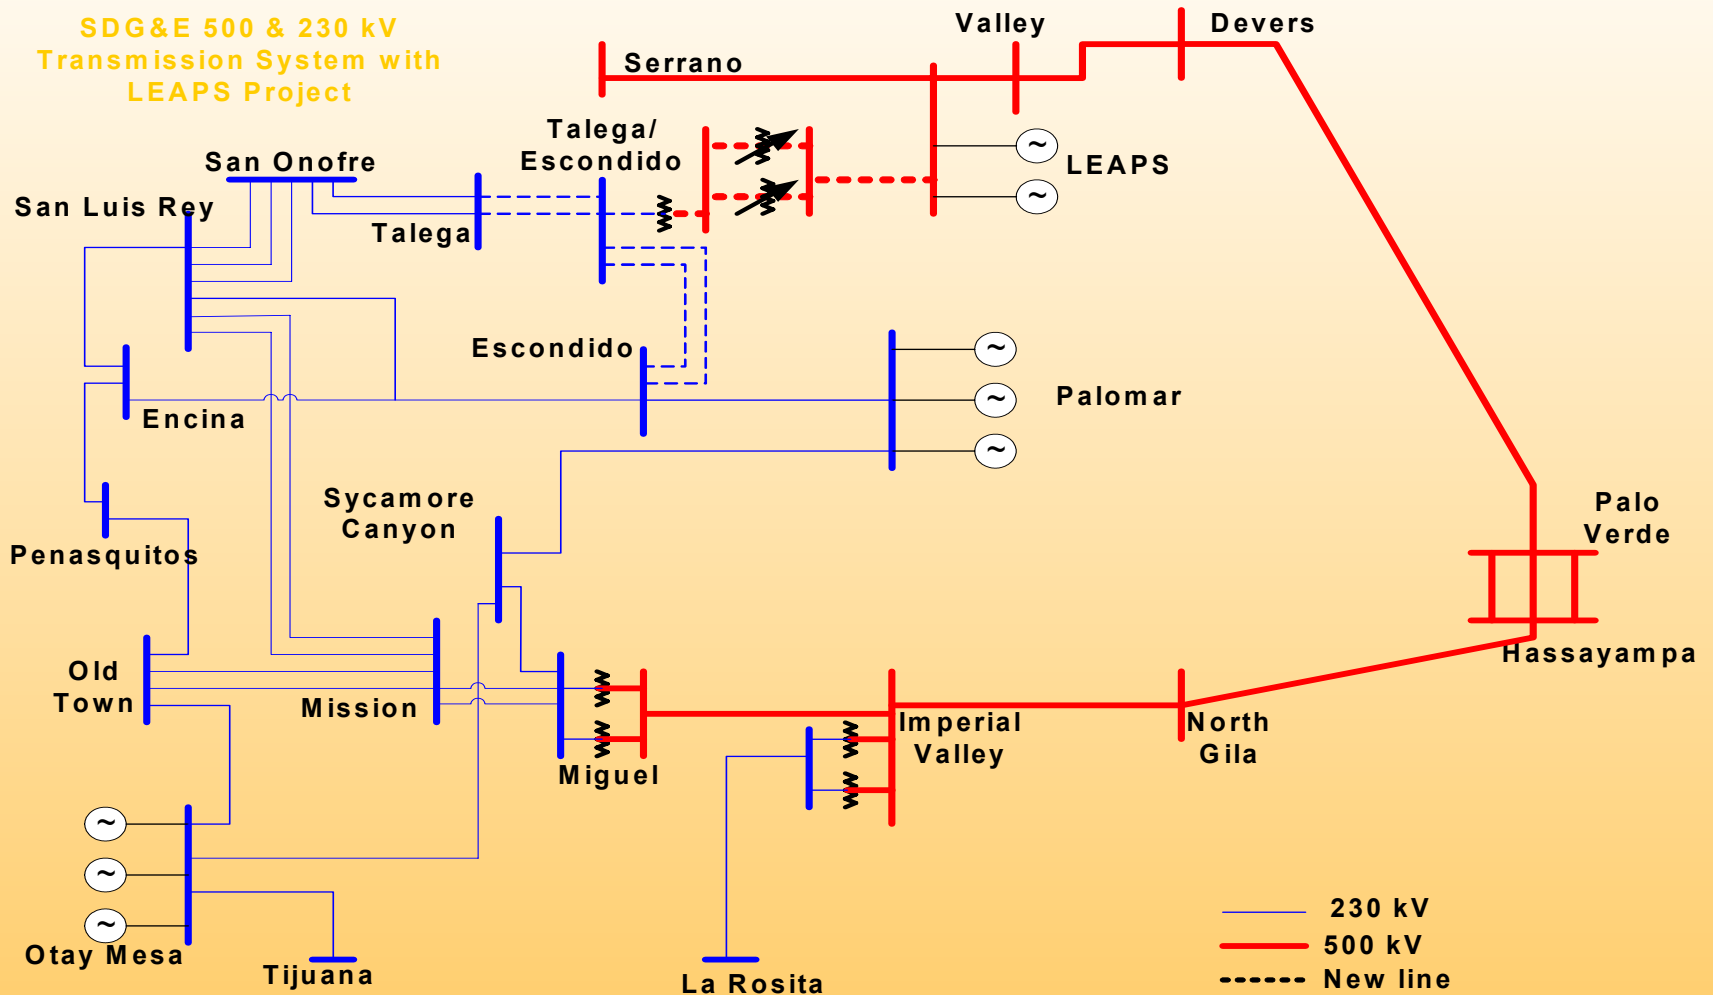 SDG&E 500 & 230 kV
Transmission System with
LEAPS Project
Valley
Devers
Serrano
Talega/
Escondido
LEAPS
San Onofre
San Luis Rey
Talega
Escondido
Encina
Palomar
Sycamore
Canyon
Palo
Verde
Penasquitos
Hassayampa
Old
Town
Mission
Imperial
Valley
North
Gila
Miguel
Otay Mesa
Tijuana
La Rosita
230 kV
500 kV
New line
~
~
~
~
~
~
~
~